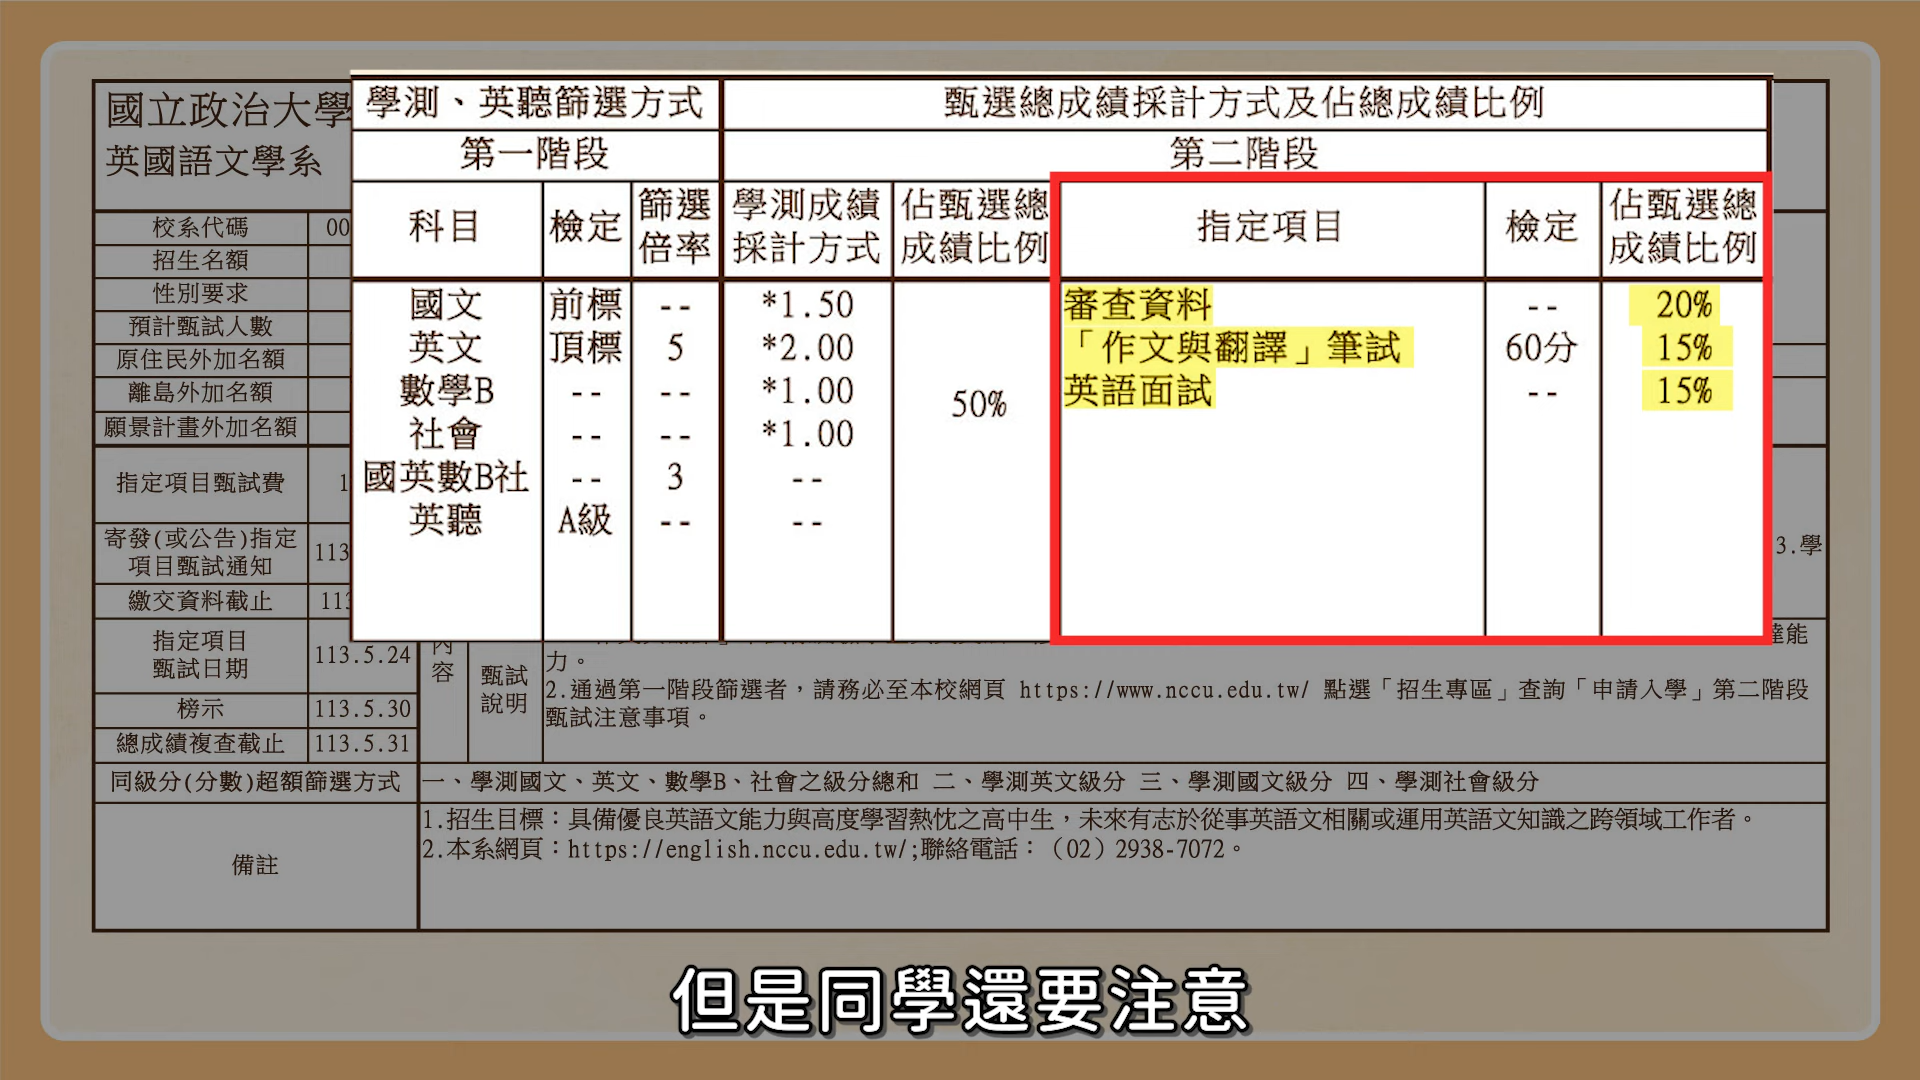 國立政治大學
英國語文學系
學測、英聽篩選方式
甄選總成績採計方式及佔總成績比例
第一階段
第二階段
科目
檢定
篩選倍率
學測成績採計方式
佔甄選總成績比例
指定項目
檢定
佔甄選總成績比例
國文 前標 -- *1.50
英文 頂標 5 *2.00
數學B -- -- *1.00
社會 -- -- *1.00
國英數B社 -- 3 --
英聽 A級 -- --
50%
審查資料 -- 20%
「作文與翻譯」筆試 60分 15%
英語面試 -- 15%
校系代碼 00
招生名額
性別要求
預計甄試人數
原住民外加名額
離島外加名額
願景計畫外加名額
指定項目甄試費 1
寄發(或公告)指定
項目甄試通知
113
繳交資料截止 113
指定項目
甄試日期
113.5.24
榜示 113.5.30
總成績複查截止 113.5.31
3.學
內容
甄試
說明
達能
力。
2.通過第一階段篩選者，請務必至本校網頁 https://www.nccu.edu.tw/ 點選「招生專區」查詢「申請入學」第二階段
甄試注意事項。
同級分(分數)超額篩選方式 一、學測國文、英文、數學B、社會之級分總和 二、學測英文級分 三、學測國文級分 四、學測社會級分
備註
1.招生目標：具備優良英語文能力與高度學習熱忱之高中生，未來有志於從事英語文相關或運用英語文知識之跨領域工作者。
2.本系網頁：https://english.nccu.edu.tw/;聯絡電話：（02）2938-7072。
但是同學還要注意